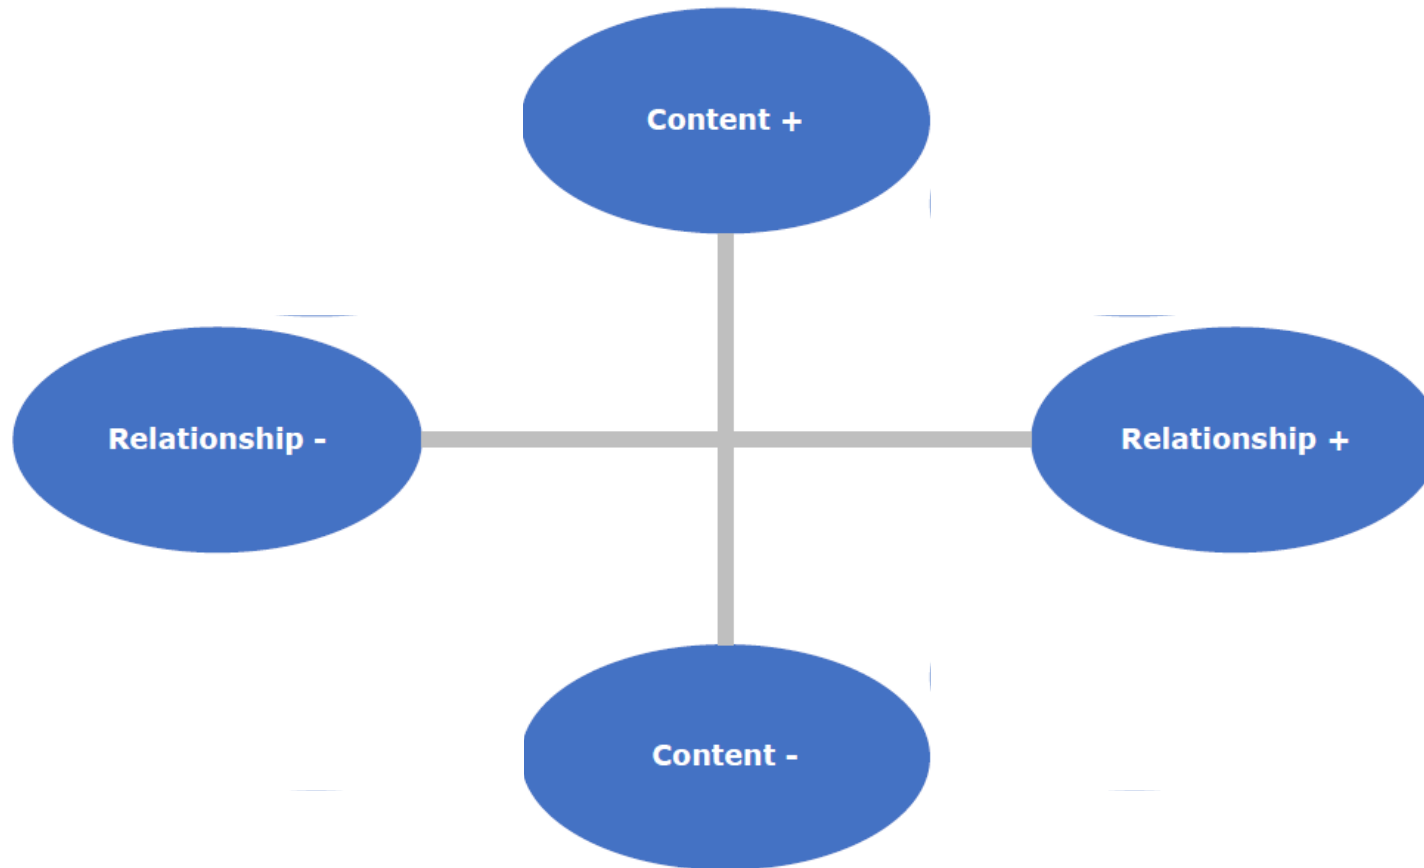 Content +
Relationship -
Relationship +
Content -